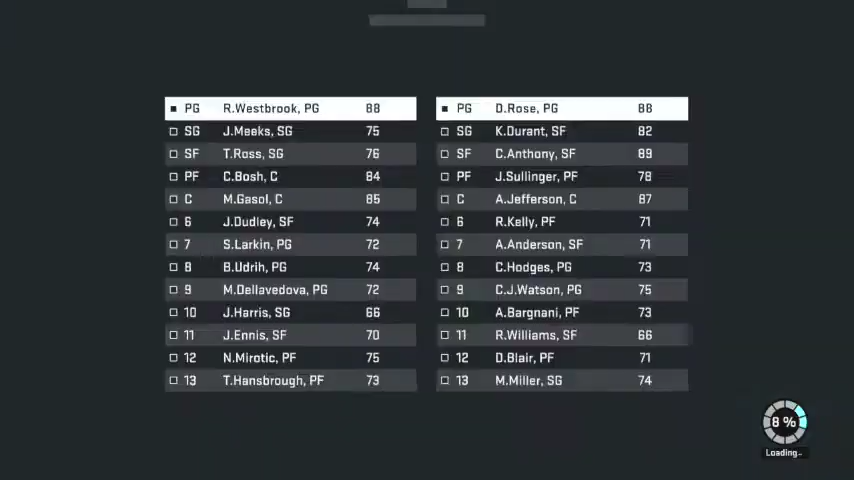 PG R.Westbrook, PG 88
SG J.Meeks, SG 75
SF T.Ross, SG 76
PF C.Bosh, C 84
C M.Gasol, C 85
6 J.Dudley, SF 74
7 S.Larkin, PG 72
8 B.Udrih, PG 74
9 M.Dellavedova, PG 72
10 J.Harris, SG 66
11 J.Ennis, SF 70
12 N.Mirotic, PF 75
13 T.Hansbrough, PF 73
PG D.Rose, PG 88
SG K.Durant, SF 82
SF C.Anthony, SF 89
PF J.Sullinger, PF 78
C A.Jefferson, C 87
6 R.Kelly, PF 71
7 A.Anderson, SF 71
8 C.Hodges, PG 73
9 C.J.Watson, PG 75
10 A.Bargnani, PF 73
11 R.Williams, SF 66
12 D.Blair, PF 71
13 M.Miller, SG 74
8 %
Loading..